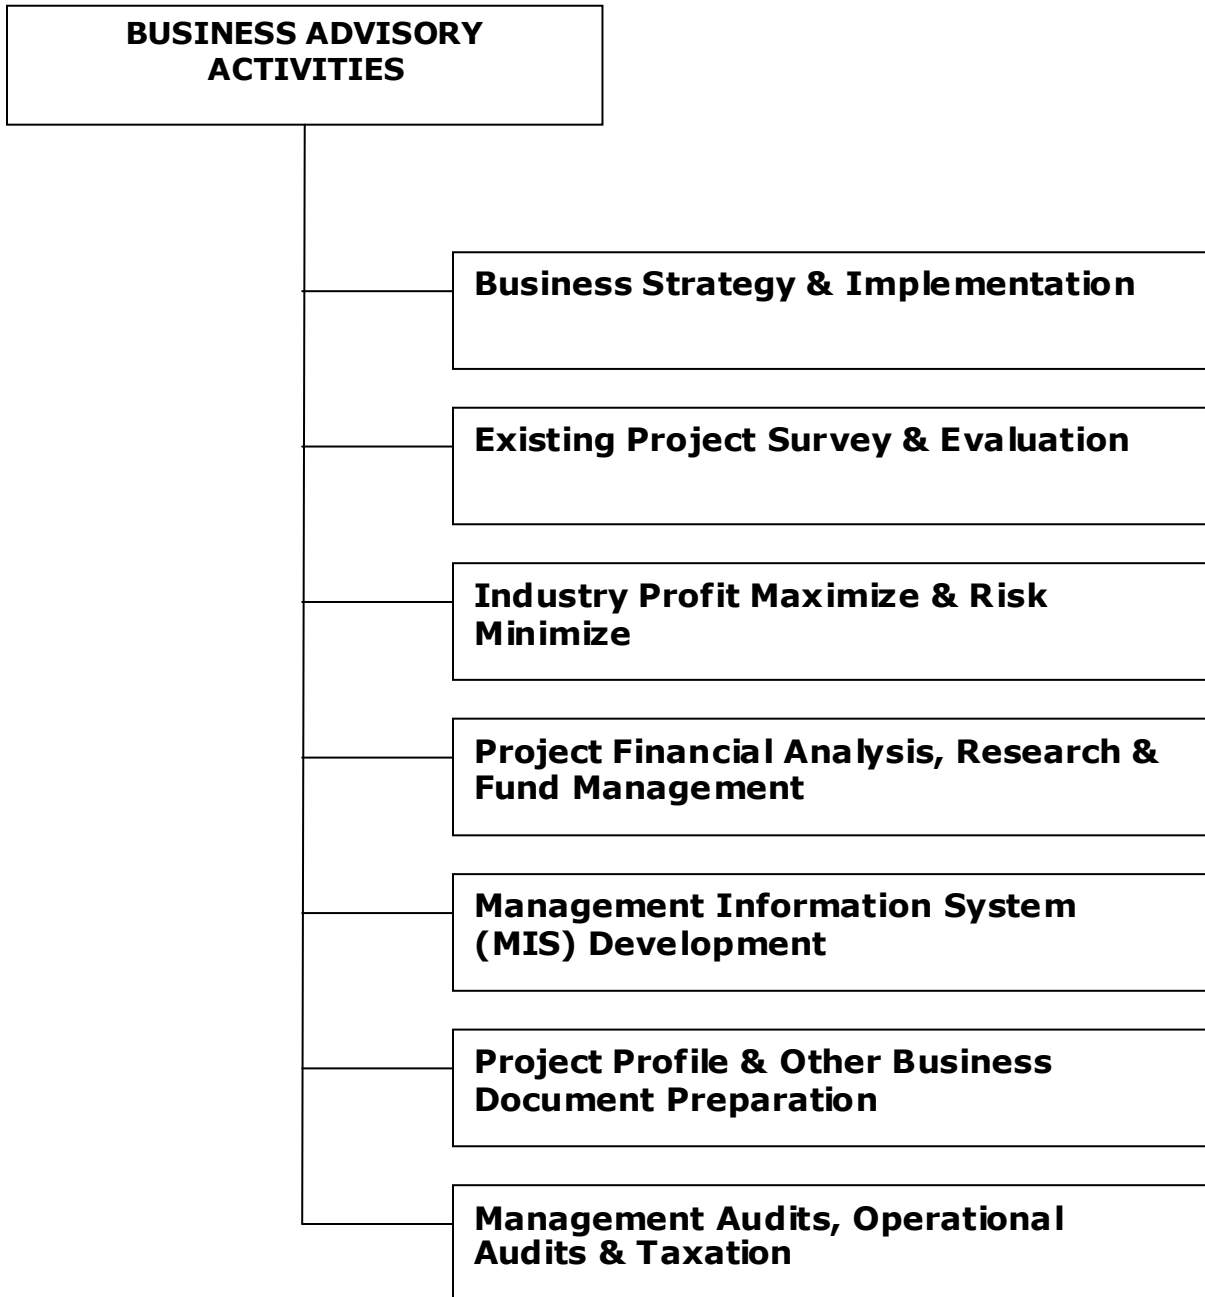 BUSINESS ADVISORY
ACTIVITIES
Business Strategy & Implementation
Existing Project Survey & Evaluation
Industry Profit Maximize & Risk
Minimize
Project Financial Analysis, Research &
Fund Management
Management Information System
(MIS) Development
Project Profile & Other Business
Document Preparation
Management Audits, Operational
Audits & Taxation